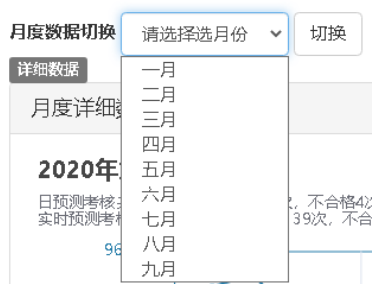 月度数据切换 请选择选月份 切换
详细数据
一月
二月
三月
四月
五月
六月
七月
八月
九月
月度详细
2020年
日预测考核 次，不合格4次
实时预测考核 39次，不合
96